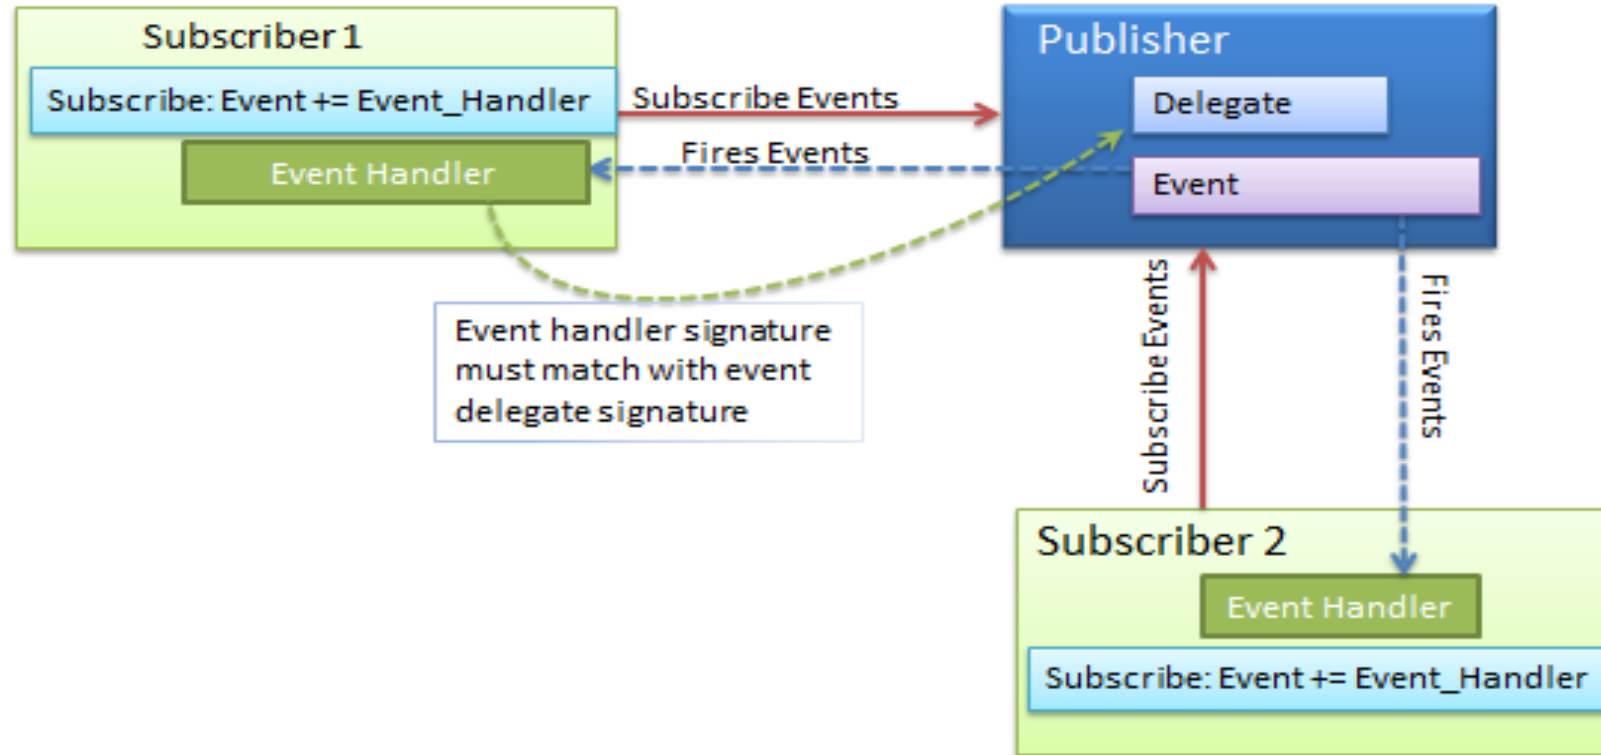 Subscriber 1
Subscribe: Event += Event_Handler
Event Handler
Subscribe Events
Fires Events
Publisher
Delegate
Event
Event handler signature
must match with event
delegate signature
Subscribe Events
Fires Events
Subscriber 2
Event Handler
Subscribe: Event += Event_Handler